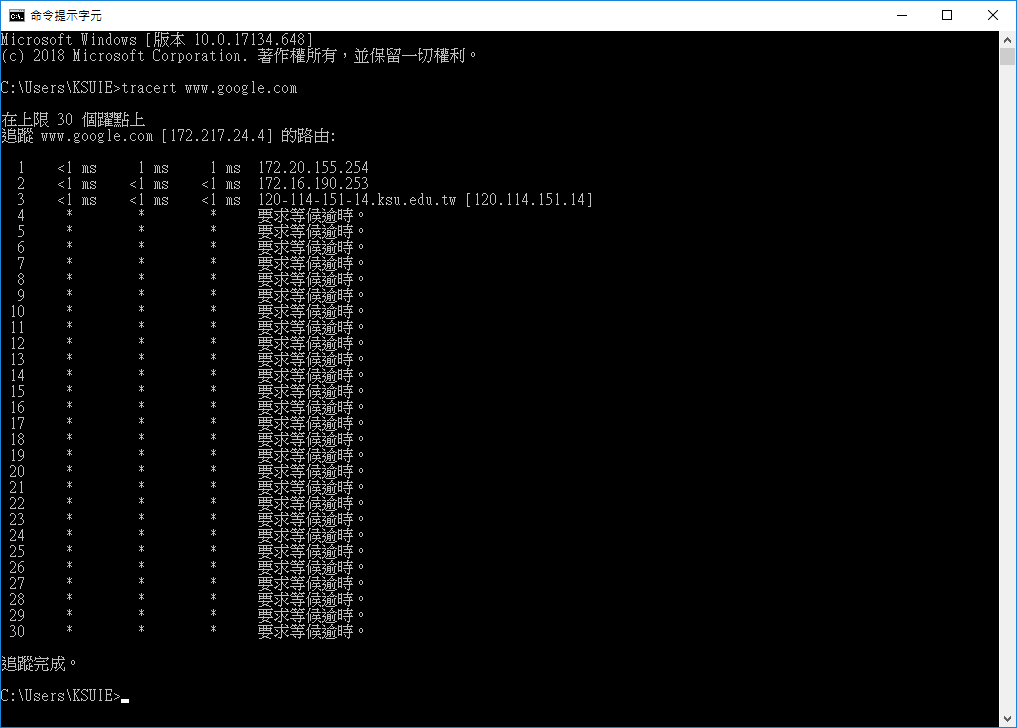 命令提示字元
Microsoft Windows [版本 10.0.17134.648]
(c) 2018 Microsoft Corporation. 著作權所有，並保留一切權利。
C:\Users\KSUIE>tracert www.google.com
在上限 30 個躍點上
追蹤 www.google.com [172.217.24.4] 的路由:
1 <1 ms 1 ms 1 ms 172.20.155.254
2 <1 ms <1 ms <1 ms 172.16.190.253
3 <1 ms <1 ms <1 ms 120-114-151-14.ksu.edu.tw [120.114.151.14]
4 * * * 要求等候逾時。
5 * * * 要求等候逾時。
6 * * * 要求等候逾時。
7 * * * 要求等候逾時。
8 * * * 要求等候逾時。
9 * * * 要求等候逾時。
10 * * * 要求等候逾時。
11 * * * 要求等候逾時。
12 * * * 要求等候逾時。
13 * * * 要求等候逾時。
14 * * * 要求等候逾時。
15 * * * 要求等候逾時。
16 * * * 要求等候逾時。
17 * * * 要求等候逾時。
18 * * * 要求等候逾時。
19 * * * 要求等候逾時。
20 * * * 要求等候逾時。
21 * * * 要求等候逾時。
22 * * * 要求等候逾時。
23 * * * 要求等候逾時。
24 * * * 要求等候逾時。
25 * * * 要求等候逾時。
26 * * * 要求等候逾時。
27 * * * 要求等候逾時。
28 * * * 要求等候逾時。
29 * * * 要求等候逾時。
30 * * * 要求等候逾時。
追蹤完成。
C:\Users\KSUIE>